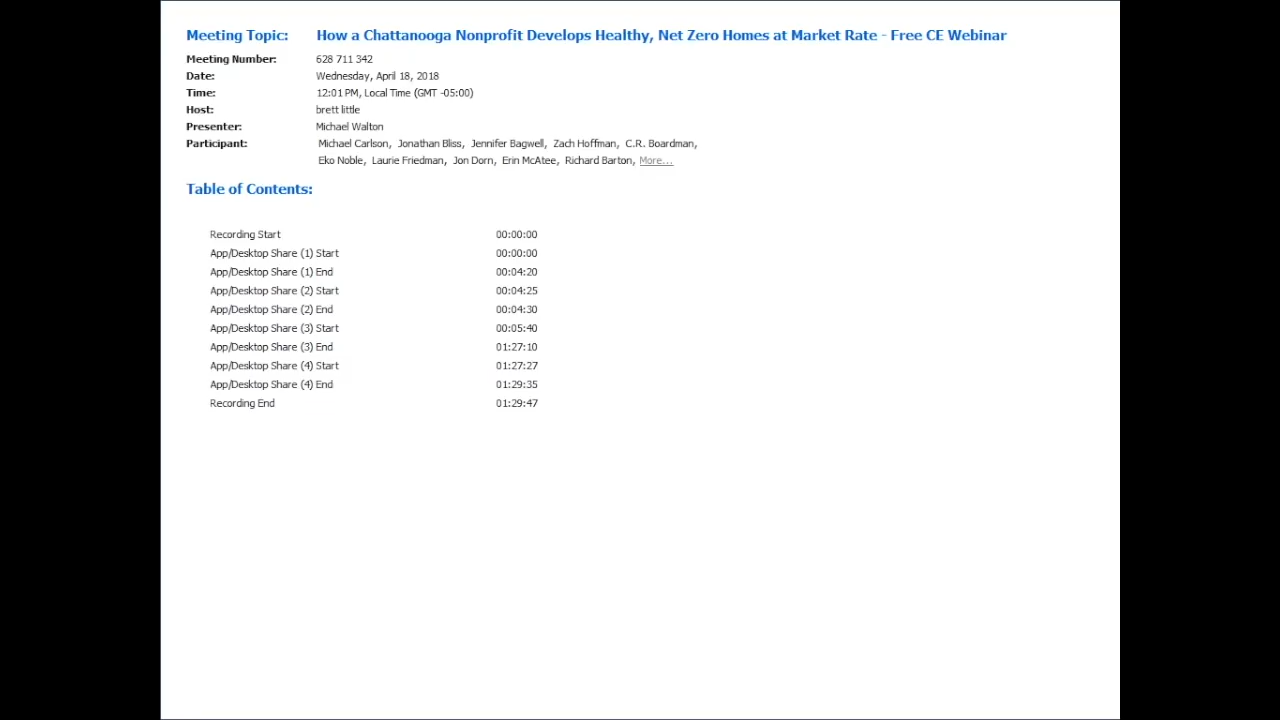 Meeting Topic: How a Chattanooga Nonprofit Develops Healthy, Net Zero Homes at Market Rate - Free CE Webinar
Meeting Number: 628 711 342
Date: Wednesday, April 18, 2018
Time: 12:01 PM, Local Time (GMT -05:00)
Host: brett little
Presenter: Michael Walton
Participant: Michael Carlson, Jonathan Bliss, Jennifer Bagwell, Zach Hoffman, C.R. Boardman,
Eko Noble, Laurie Friedman, Jon Dorn, Erin McAtee, Richard Barton, More...
Table of Contents:
Recording Start 00:00:00
App/Desktop Share (1) Start 00:00:00
App/Desktop Share (1) End 00:04:20
App/Desktop Share (2) Start 00:04:25
App/Desktop Share (2) End 00:04:30
App/Desktop Share (3) Start 00:05:40
App/Desktop Share (3) End 01:27:10
App/Desktop Share (4) Start 01:27:27
App/Desktop Share (4) End 01:29:35
Recording End 01:29:47